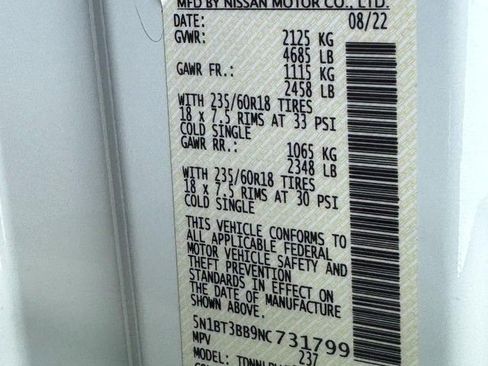 MFD BY NISSAN MOTOR CO., LTD.
DATE: 08/22
GVWR: 2125 KG
4685 LB
GAWR FR.: 1115 KG
2458 LB
WITH 235/60R18 TIRES
18 x 7.5 RIMS AT 33 PSI
COLD SINGLE
GAWR RR.: 1065 KG
2348 LB
WITH 235/60R18 TIRES
18 x 7.5 RIMS AT 30 PSI
COLD SINGLE
THIS VEHICLE CONFORMS TO
ALL APPLICABLE FEDERAL
MOTOR VEHICLE SAFETY AND
THEFT PREVENTION
STANDARDS IN EFFECT ON
THE DATE OF MANUFACTURE
SHOWN ABOVE.
5N1BT3BB9NC731799
MPV 237
MODEL: